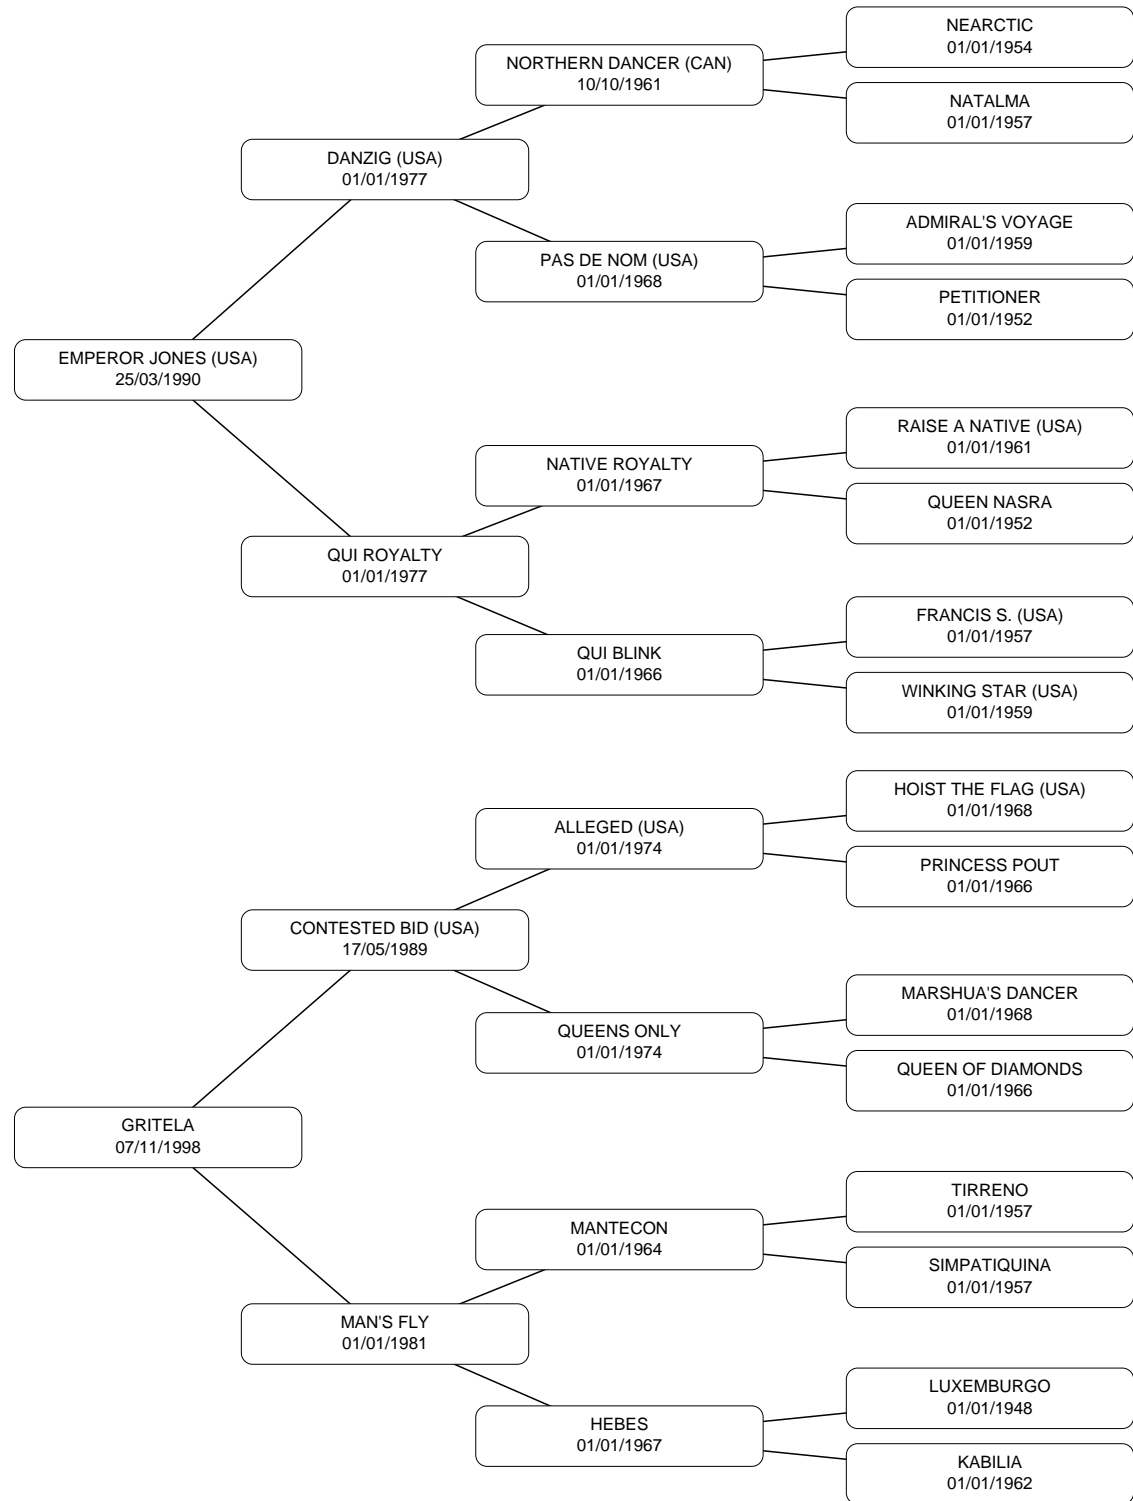 NEARCTIC
01/01/1954
NORTHERN DANCER (CAN)
10/10/1961
NATALMA
01/01/1957
DANZIG (USA)
01/01/1977
ADMIRAL'S VOYAGE
01/01/1959
PAS DE NOM (USA)
01/01/1968
PETITIONER
01/01/1952
EMPEROR JONES (USA)
25/03/1990
RAISE A NATIVE (USA)
01/01/1961
NATIVE ROYALTY
01/01/1967
QUEEN NASRA
01/01/1952
QUI ROYALTY
01/01/1977
FRANCIS S. (USA)
01/01/1957
QUI BLINK
01/01/1966
WINKING STAR (USA)
01/01/1959
HOIST THE FLAG (USA)
01/01/1968
ALLEGED (USA)
01/01/1974
PRINCESS POUT
01/01/1966
CONTESTED BID (USA)
17/05/1989
MARSHUA'S DANCER
01/01/1968
QUEENS ONLY
01/01/1974
QUEEN OF DIAMONDS
01/01/1966
GRITELA
07/11/1998
TIRRENO
01/01/1957
MANTECON
01/01/1964
SIMPATIQUINA
01/01/1957
MAN'S FLY
01/01/1981
LUXEMBURGO
01/01/1948
HEBES
01/01/1967
KABILIA
01/01/1962